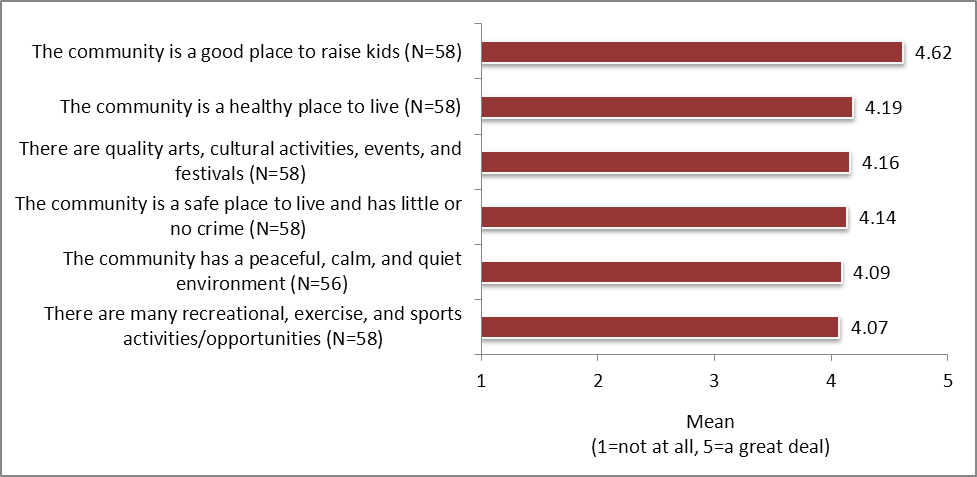 The community is a good place to raise kids (N=58)
4.62
The community is a healthy place to live (N=58)
4.19
There are quality arts, cultural activities, events, and
festivals (N=58)
4.16
The community is a safe place to live and has little or
no crime (N=58)
4.14
The community has a peaceful, calm, and quiet
environment (N=56)
4.09
There are many recreational, exercise, and sports
activities/opportunities (N=58)
4.07
1 2 3 4 5
Mean
(1=not at all, 5=a great deal)